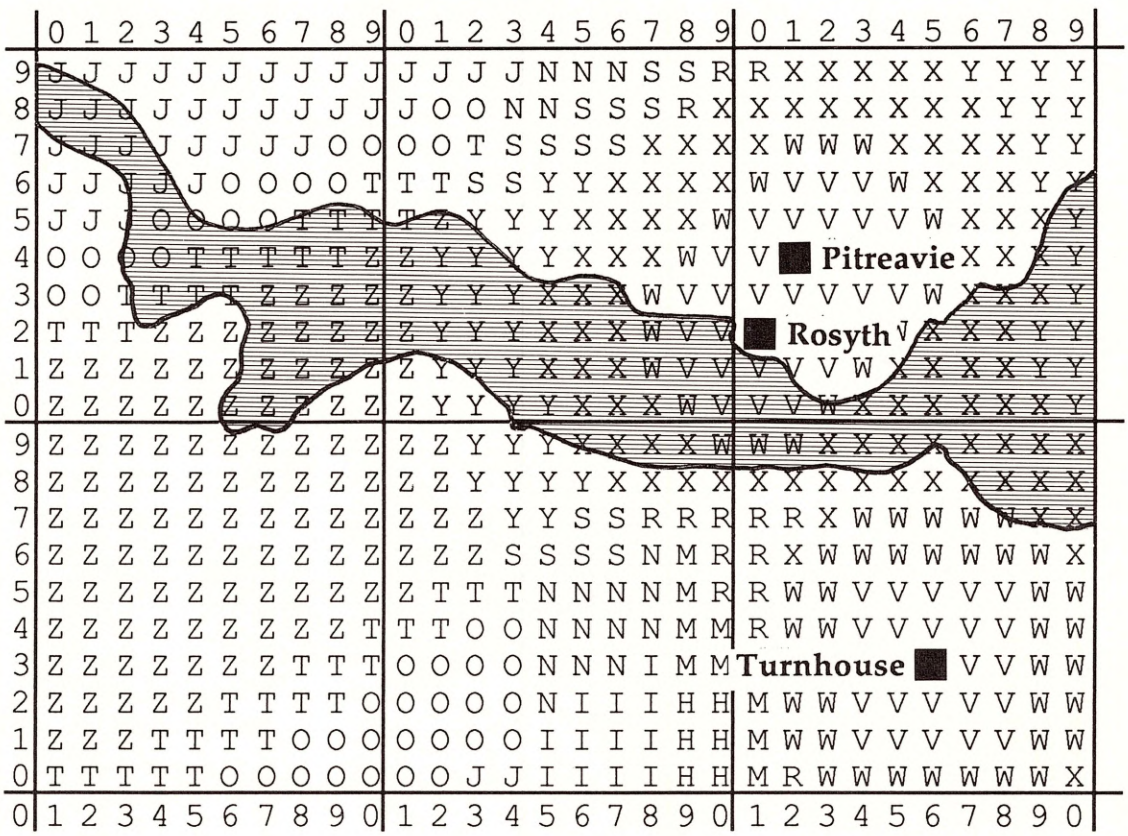 0 1 2 3 4 5 6 7 8 9 0 1 2 3 4 5 6 7 8 9 0 1 2 3 4 5 6 7 8 9
9 J J J J J J J J J J J J J J N N N S S R R X X X X X Y Y Y Y
8 J J J J J J J J J J J O O N N S S S R X X X X X X X X Y Y Y
7 J J J J J J J J O O O O T S S S S X X X X W W W X X X X Y Y
6 J J J J J O O O O T T T S S Y Y X X X X W V V V W X X X Y Y
5 J J J O O O O T T T T Z Y Y Y X X X X W V V V V V W X X X Y
4 O O O O T T T T T Z Z Y Y Y Y X X X W V V Pitreavie X X X Y
3 O O T T T T Z Z Z Z Z Y Y Y X X X W V V V V V V V W X X X Y
2 T T T Z Z Z Z Z Z Z Z Y Y Y X X X W V V Rosyth V X X X Y Y
1 Z Z Z Z Z Z Z Z Z Z Z Y Y Y X X X W V V V V V W X X X X Y Y
0 Z Z Z Z Z Z Z Z Z Z Z Y Y Y Y X X X W V V V W X X X X X X Y
9 Z Z Z Z Z Z Z Z Z Z Z Z Y Y Y X X X X W W W X X X X X X X X
8 Z Z Z Z Z Z Z Z Z Z Z Z Y Y Y Y X X X X X X X X X X X X X X
7 Z Z Z Z Z Z Z Z Z Z Z Z Z Y Y S S R R R R R X W W W W W X X
6 Z Z Z Z Z Z Z Z Z Z Z Z Z S S S S N M R R X W W W W W W W X
5 Z Z Z Z Z Z Z Z Z Z Z T T T N N N N M R R W W V V V V V W W
4 Z Z Z Z Z Z Z Z Z T T T O O N N N N M M R W W V V V V V W W
3 Z Z Z Z Z Z Z T T T O O O O N N N I M M Turnhouse V V W W
2 Z Z Z Z Z T T T T O O O O O N I I I H H M W W V V V V V W W
1 Z Z Z T T T T O O O O O O O I I I I H H M W W V V V V V W W
0 T T T T T O O O O O O O J J I I I I H H M R W W W W W W W X
0 1 2 3 4 5 6 7 8 9 0 1 2 3 4 5 6 7 8 9 0 1 2 3 4 5 6 7 8 9 0